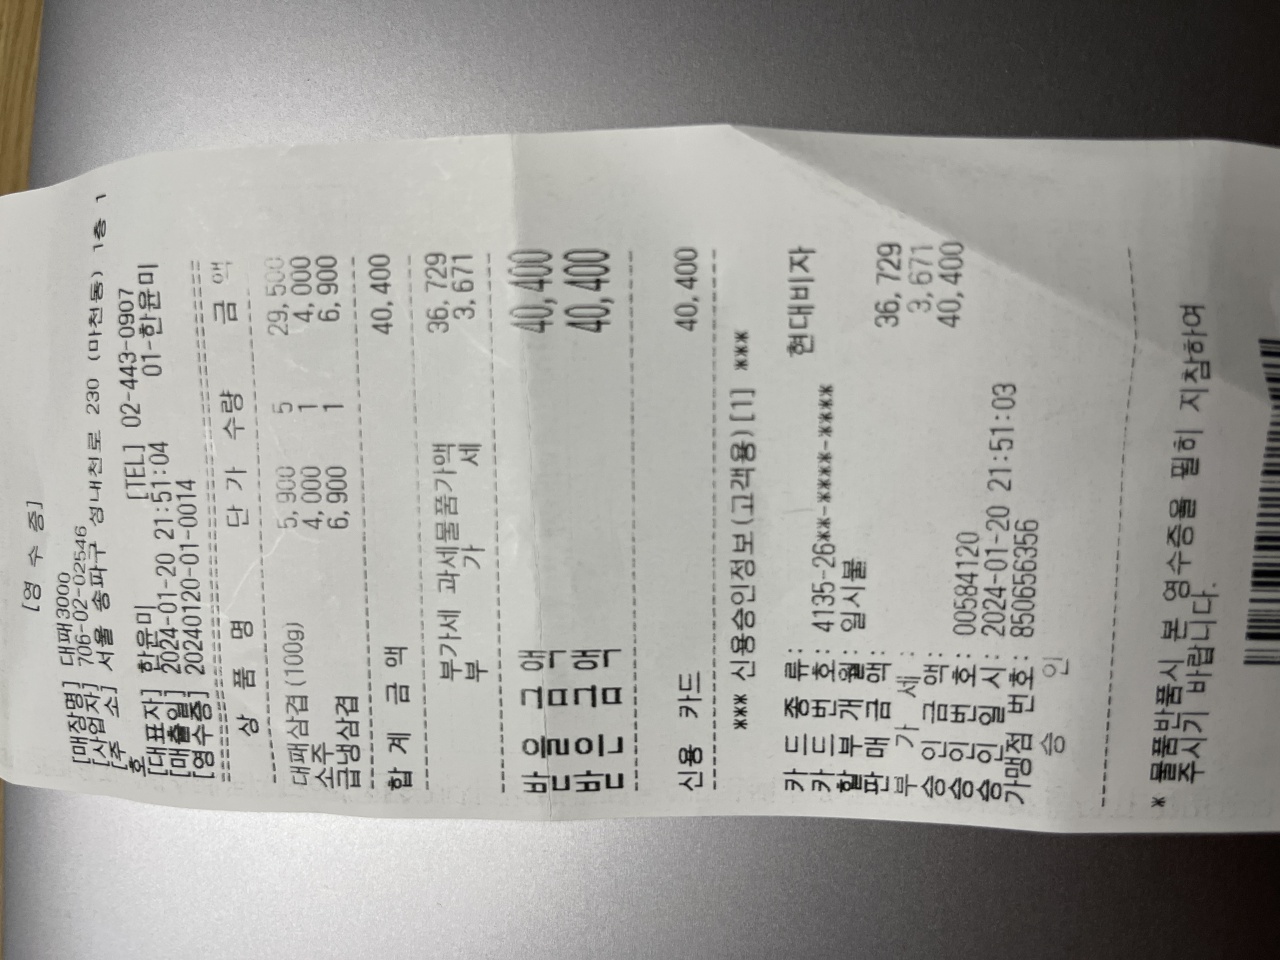 [영 수 증]
[매장명] 대패3000
[사업자] 706-02-02546
[주 소] 서울 송파구 성내천로 230 (마천동) 1층 1
호
[대표자] 한윤미 [TEL] 02-443-0907
[매출일] 2024-01-20 21:51:04 01-한윤미
[영수증] 20240120-01-0014
상 품 명 단 가 수량 금 액
대패삼겹(100g) 5,900 5 29,500
소주 4,000 1 4,000
급냉삼겹 6,900 1 6,900
합 계 금 액 40,400
부가세 과세물품가액 36,729
부 가 세 3,671
받을금액 40,400
받은금액 40,400
신용 카드 40,400
*** 신용승인정보(고객용)[1] ***
카 드 종 류: 현대비자
카 드 번 호: 4135-26**-****-****
할 부 개 월: 일시불
판 매 금 액: 36,729
부 가 세: 3,671
승 인 금 액: 40,400
승 인 번 호: 00584120
승 인 일 시: 2024-01-20 21:51:03
가맹점 번호: 850656356
승 인
* 물품반품시 본 영수증을 필히 지참하여
주시기 바랍니다.